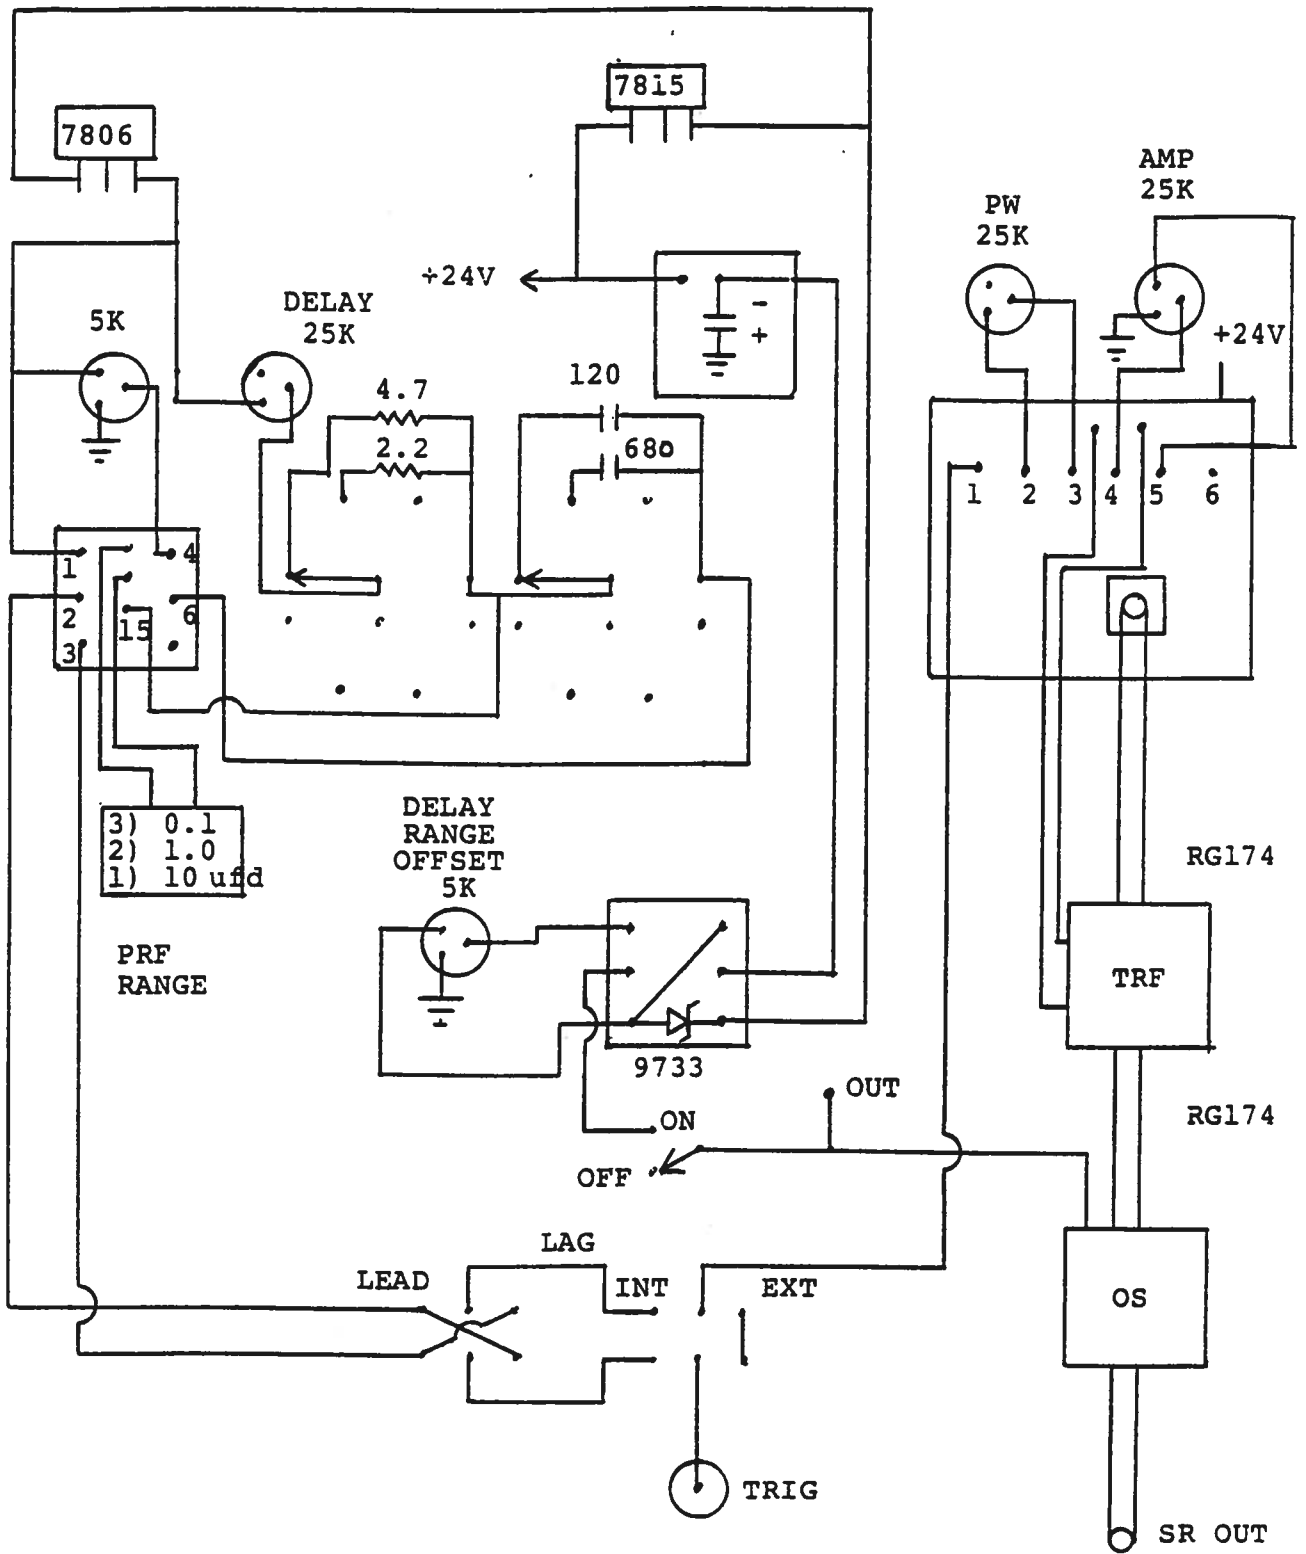 7815
7806
AMP
25K
PW
25K
+24V
DELAY
25K
5K
+24V
-
+
120
4.7
2.2
680
1
2
3
4
5
6
1
4
2
15
6
3
3) 0.1
2) 1.0
1) 10 ufd
DELAY
RANGE
OFFSET
5K
RG174
PRF
RANGE
TRF
9733
OUT
ON
RG174
OFF
LAG
LEAD
INT
EXT
OS
TRIG
SR OUT